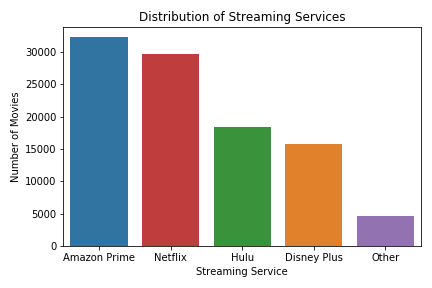 Distribution of Streaming Services
Number of Movies
30000
25000
20000
15000
10000
5000
0
Amazon Prime Netflix Hulu Disney Plus Other
Streaming Service